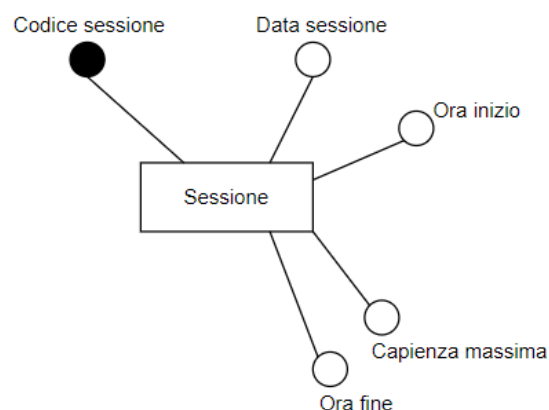 Codice sessione
Data sessione
Ora inizio
Sessione
Capienza massima
Ora fine